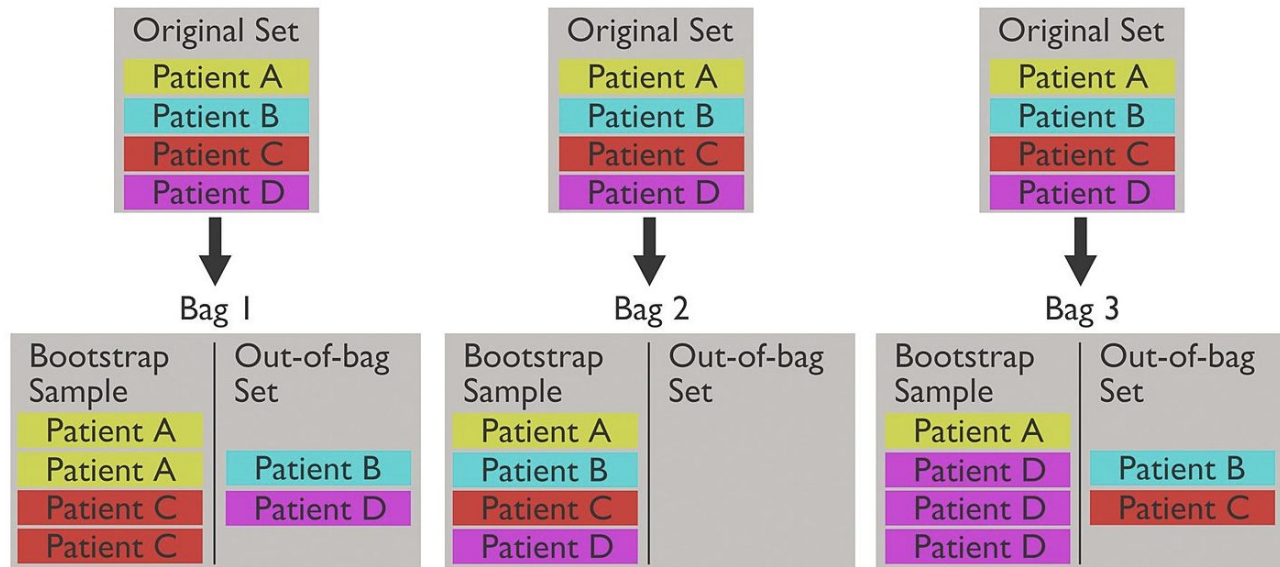 Original Set
Patient A
Patient B
Patient C
Patient D
Original Set
Patient A
Patient B
Patient C
Patient D
Original Set
Patient A
Patient B
Patient C
Patient D
Bag 1
Bootstrap
Sample
Patient A
Patient A
Patient C
Patient C
Out-of-bag
Set
Patient B
Patient D
Bag 2
Bootstrap
Sample
Patient A
Patient B
Patient C
Patient D
Out-of-bag
Set
Bag 3
Bootstrap
Sample
Patient A
Patient D
Patient D
Patient D
Out-of-bag
Set
Patient B
Patient C